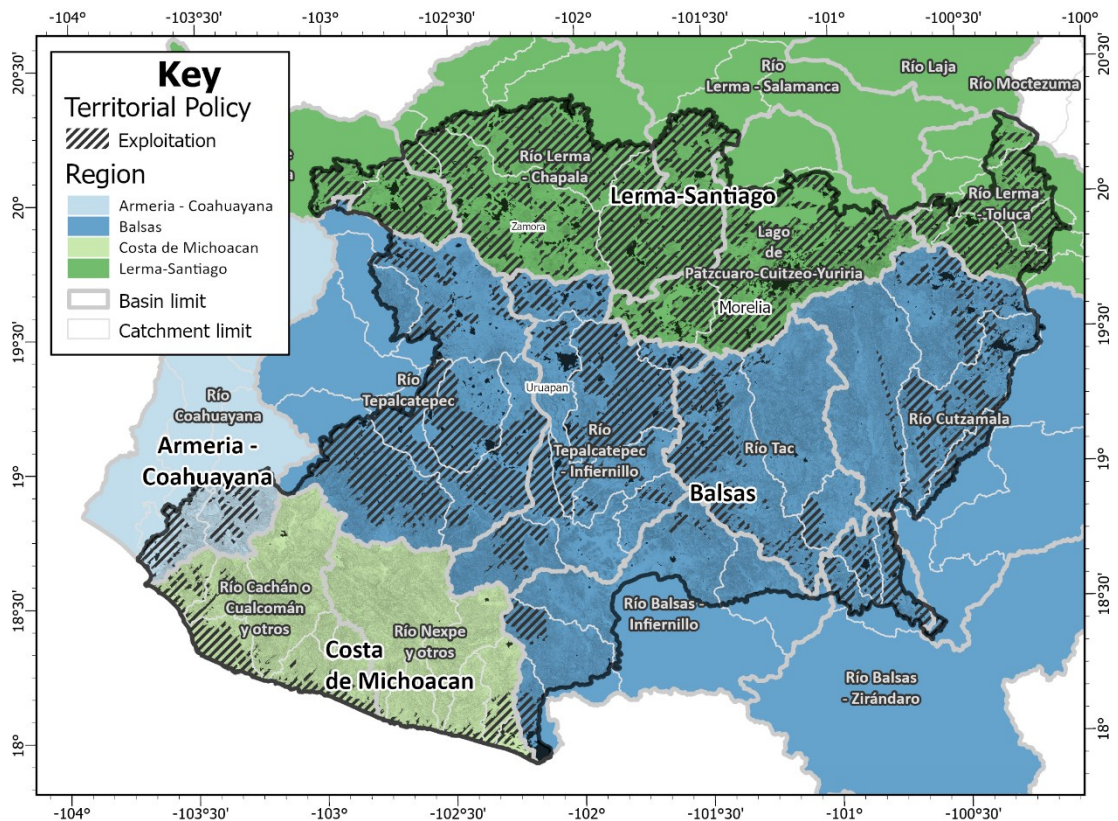 -104°
-103°30'
-103°
-102°30'
-102°
-101°30'
-101°
-100°30'
-100°
20°30'
20°
19°30'
19°
18°30'
18°
Key
Territorial Policy
Exploitation
Region
Armeria - Coahuayana
Balsas
Costa de Michoacan
Lerma-Santiago
Basin limit
Catchment limit
Río
Lerma - Salamanca
Río Laja
Río Moctezuma
Río Lerma
- Chapala
Lerma-Santiago
Río Lerma
- Toluca
Zamora
Lago
de
Patzcuaro-Cuitzeo-Yuriria
Morelia
Río
Coahuayana
Armeria -
Coahuayana
Río
Tepalcatepec
Uruapan
Río
Tepalcatepec
- Infiernillo
Río Tac
Río Cutzamala
Balsas
Río Cachán o
Cualcomán
y otros
Río Nexpe
y otros
Costa
de Michoacan
Río Balsas -
Infiernillo
Río Balsas
- Zirándaro
20°30'
20°
19°30'
19°
18°30'
18°
-104°
-103°30'
-103°
-102°30'
-102°
-101°30'
-101°
-100°30'
-100°